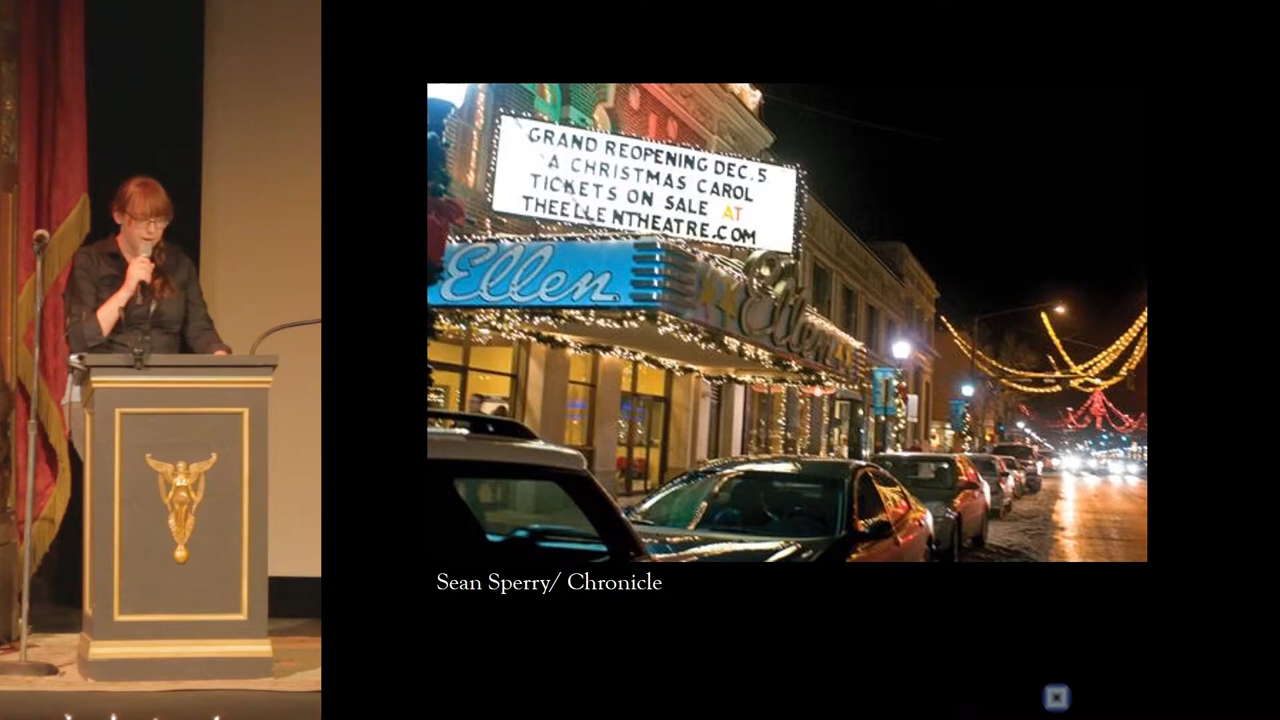 GRAND REOPENING DEC. 5
A CHRISTMAS CAROL
TICKETS ON SALE AT
THEELLENTHEATRE.COM
Ellen
Ellen
Sean Sperry/ Chronicle